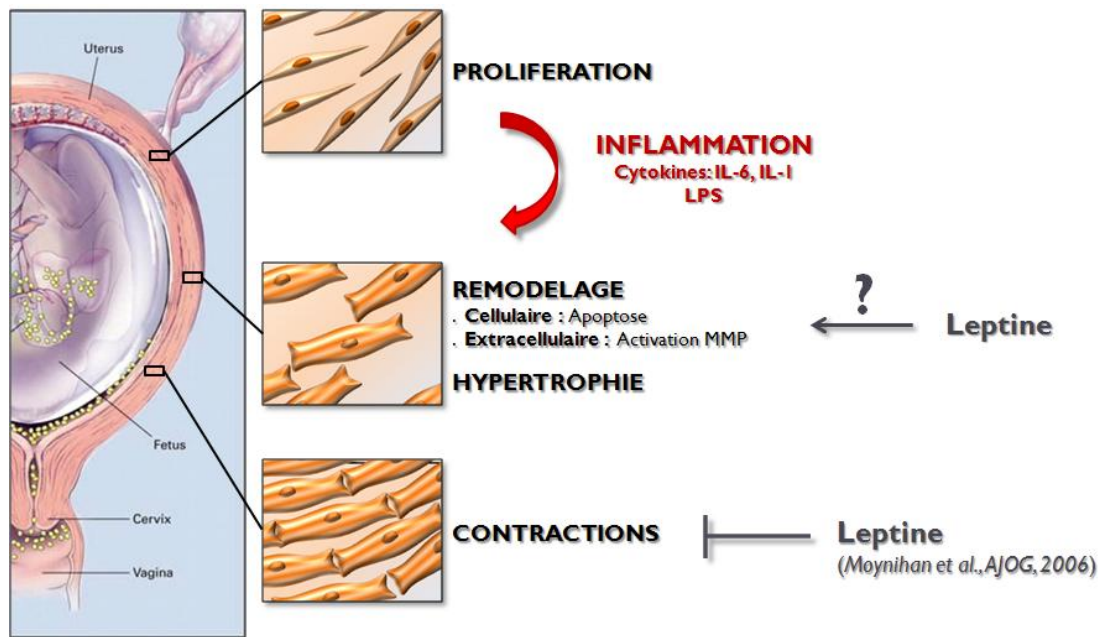 Uterus
PROLIFERATION
INFLAMMATION
Cytokines: IL-6, IL-1
LPS
REMODELAGE
. Cellulaire : Apoptose
. Extracellulaire : Activation MMP
HYPERTROPHIE
?
Leptine
Fetus
Cervix
Vagina
CONTRACTIONS
Leptine
(Moynihan et al., AJOG, 2006)